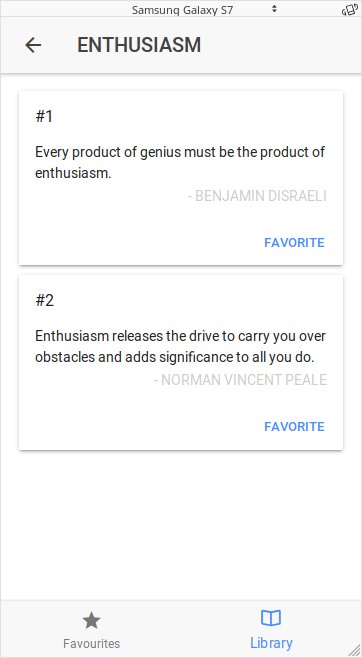 Samsung Galaxy S7
ENTHUSIASM
#1
Every product of genius must be the product of
enthusiasm.
- BENJAMIN DISRAELI
FAVORITE
#2
Enthusiasm releases the drive to carry you over
obstacles and adds significance to all you do.
- NORMAN VINCENT PEALE
FAVORITE
Favourites
Library